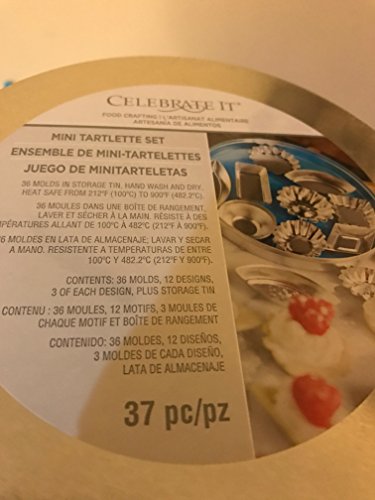 CELEBRATE IT®
FOOD CRAFTING | L'ARTISANAT ALIMENTAIRE
ARTESANÍA DE ALIMENTOS
MINI TARTLETTE SET
ENSEMBLE DE MINI-TARTELETTES
JUEGO DE MINITARTELETAS
36 MOLDS IN STORAGE TIN, HAND WASH AND DRY.
HEAT SAFE FROM 212°F(100°C) TO 900°F (482.2°C).
36 MOULES DANS UNE BOÎTE DE RANGEMENT,
LAVER ET SÉCHER À LA MAIN. RÉSISTE À DES
MPÉRATURES ALLANT DE 100°C À 482°C (212°F À 900°F).
36 MOLDES EN LATA DE ALMACENAJE; LAVAR Y SECAR
A MANO. RESISTENTE A TEMPERATURAS DE ENTRE
100°C Y 482.2°C (212°F Y 900°F).
CONTENTS: 36 MOLDS, 12 DESIGNS,
3 OF EACH DESIGN, PLUS STORAGE TIN
CONTENU : 36 MOULES, 12 MOTIFS, 3 MOULES DE
CHAQUE MOTIF ET BOÎTE DE RANGEMENT
CONTENIDO: 36 MOLDES, 12 DISEÑOS,
3 MOLDES DE CADA DISEÑO,
LATA DE ALMACENAJE
37 pc/pz